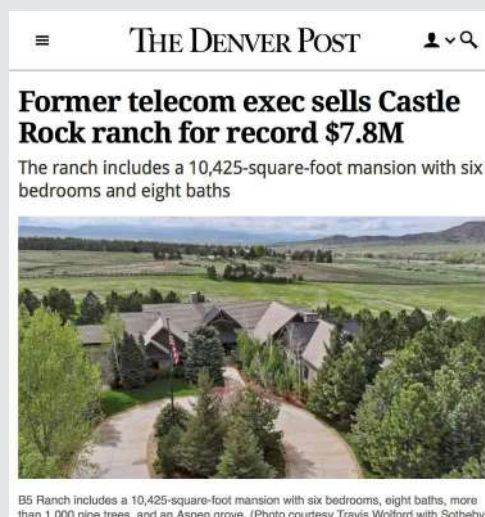 THE DENVER POST
Former telecom exec sells Castle
Rock ranch for record $7.8M
The ranch includes a 10,425-square-foot mansion with six
bedrooms and eight baths
B5 Ranch includes a 10,425-square-foot mansion with six bedrooms, eight baths, more
than 1,000 pine trees, and an Aspen grove. (Photo courtesy Travis Wolford with Sotheby